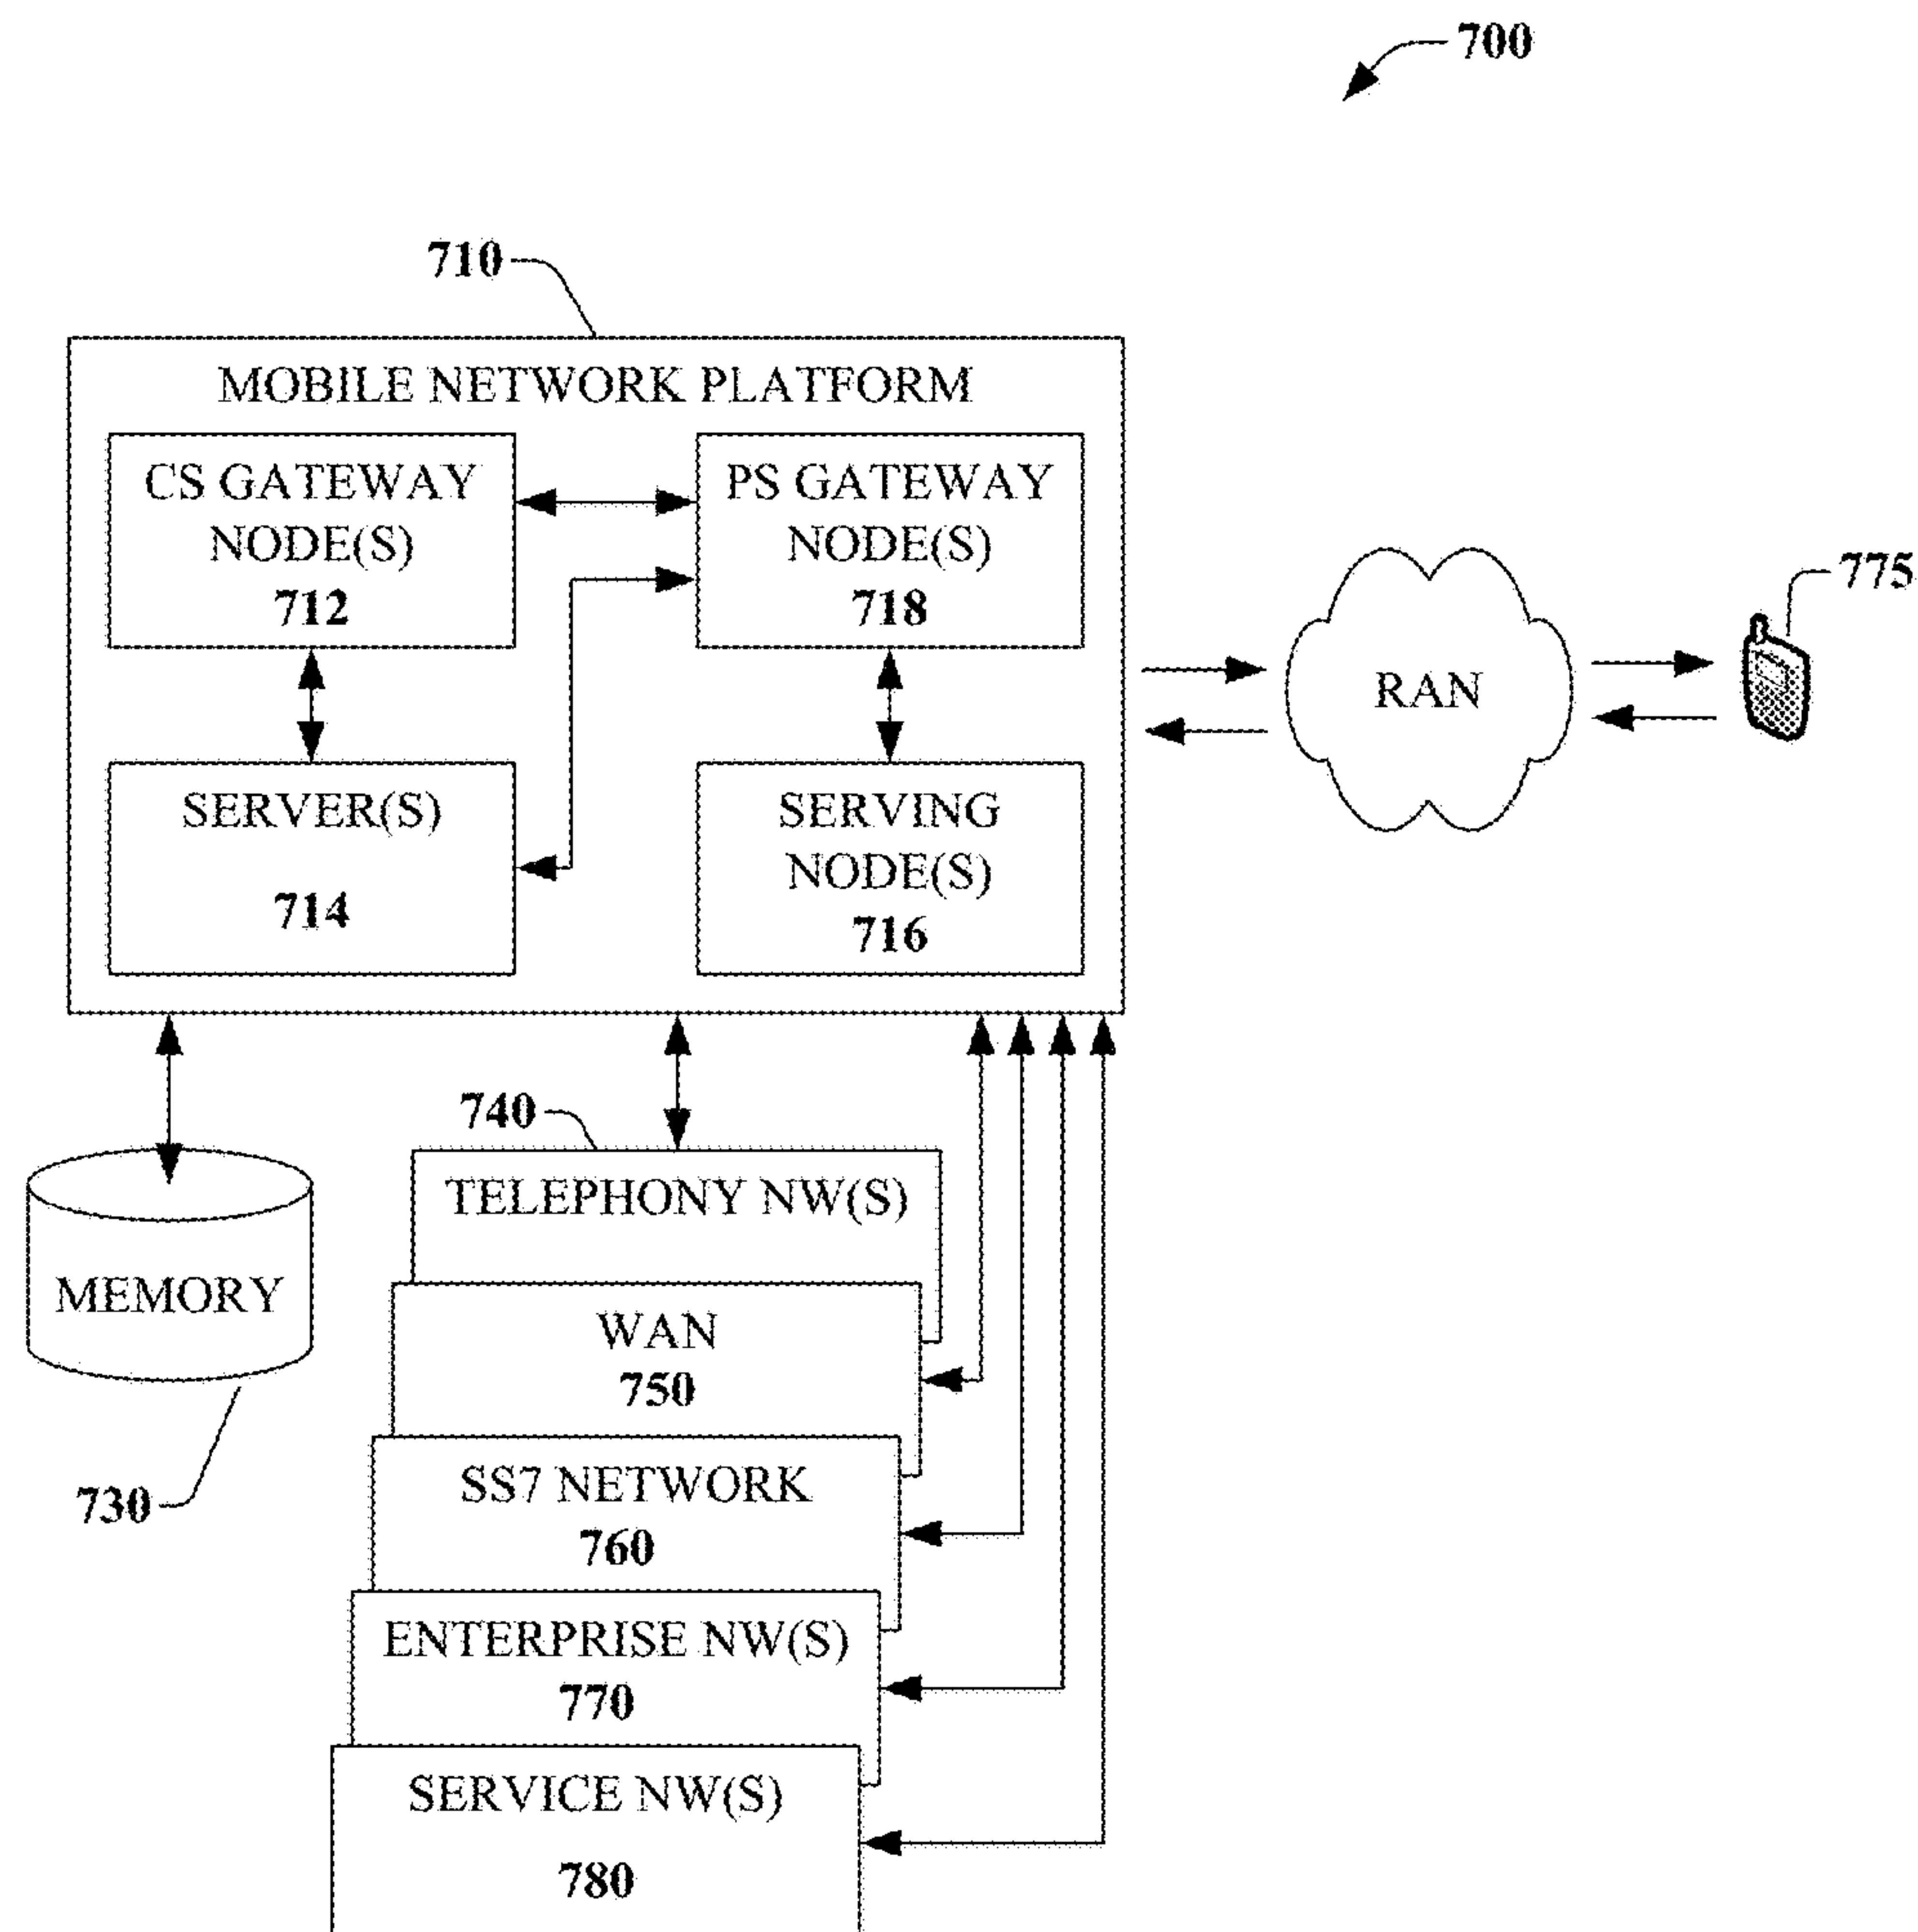 700
710
MOBILE NETWORK PLATFORM
CS GATEWAY
NODE(S)
712
PS GATEWAY
NODE(S)
718
SERVER(S)
714
SERVING
NODE(S)
716
RAN
775
740
TELEPHONY NW(S)
MEMORY
730
WAN
750
SS7 NETWORK
760
ENTERPRISE NW(S)
770
SERVICE NW(S)
780